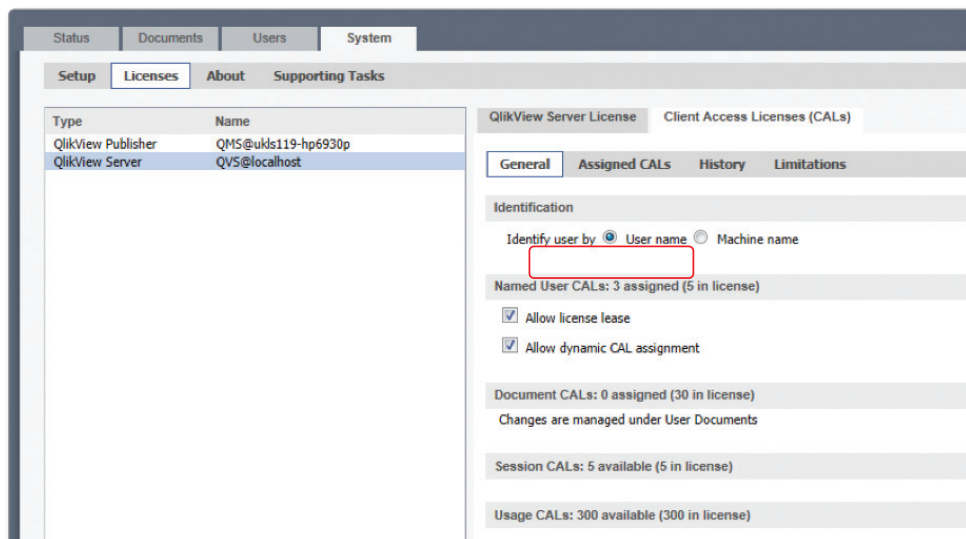 Status Documents Users System
Setup Licenses About Supporting Tasks
Type Name
QlikView Publisher QMS@ukls119-hp6930p
QlikView Server QVS@localhost
QlikView Server License Client Access Licenses (CALs)
General Assigned CALs History Limitations
Identification
Identify user by User name Machine name
Named User CALs: 3 assigned (5 in license)
Allow license lease
Allow dynamic CAL assignment
Document CALs: 0 assigned (30 in license)
Changes are managed under User Documents
Session CALs: 5 available (5 in license)
Usage CALs: 300 available (300 in license)